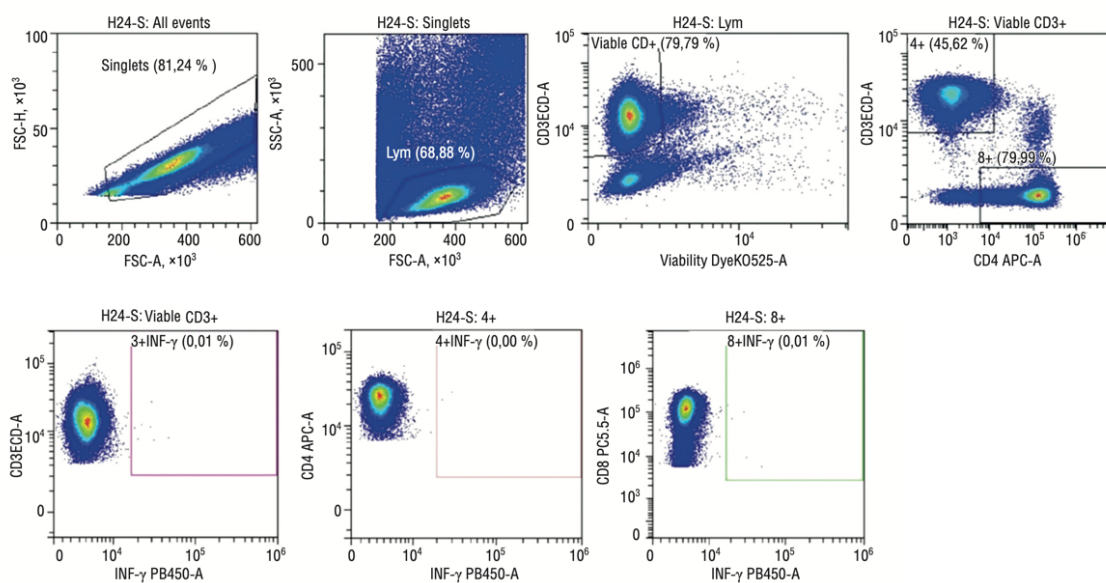 H24-S: All events
Singlets (81,24 % )
FSC-H, ×10³
100
50
0
0 200 400 600
FSC-A, ×10³
H24-S: Singlets
Lym (68,88 %)
SSC-A, ×10³
500
0
0 200 400 600
FSC-A, ×10³
H24-S: Lym
Viable CD+, (79,79 %)
CD3ECD-A
10⁵
10⁴
0
0 10⁴
Viability DyeKO525-A
H24-S: Viable CD3+
4+ (45,62 %)
8+ (79,99 %)
CD3ECD-A
10⁵
10⁴
0
0 10³ 10⁴ 10⁵ 10⁶
CD4 APC-A
H24-S: Viable CD3+
3+INF-γ (0,01 %)
CD3ECD-A
10⁵
10⁴
0
0 10⁴ 10⁵ 10⁶
INF-γ PB450-A
H24-S: 4+
4+INF-γ (0,00 %)
CD4 APC-A
10⁵
10⁴
0
0 10⁴ 10⁵ 10⁶
INF-γ PB450-A
H24-S: 8+
8+INF-γ (0,01 %)
CD8 PC5.5-A
10⁶
10⁵
10⁴
10³
0
0 10⁴ 10⁵ 10⁶
INF-γ PB450-A